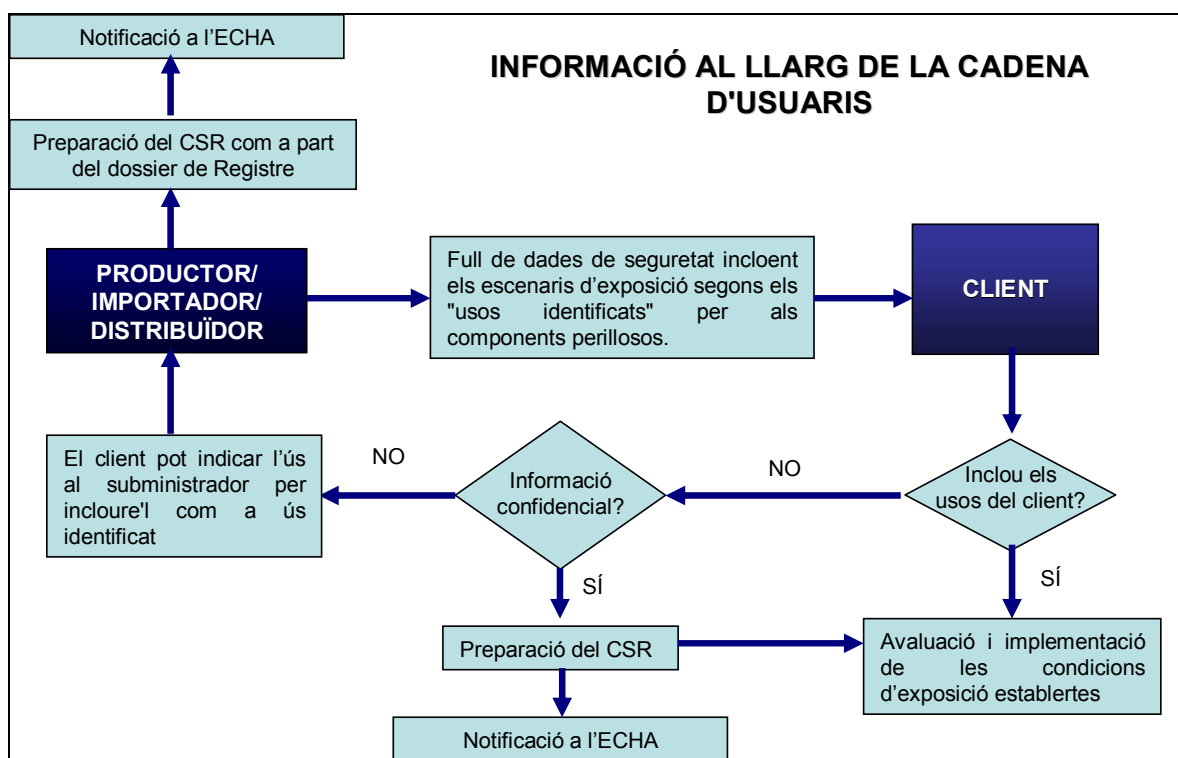 Notificació a l’ECHA
INFORMACIÓ AL LLARG DE LA CADENA
D'USUARIS
Preparació del CSR com a part
del dossier de Registre
PRODUCTOR/
IMPORTADOR/
DISTRIBUÏDOR
Full de dades de seguretat incloent
els escenaris d’exposició segons els
"usos identificats" per als
components perillosos.
CLIENT
El client pot indicar l’ús
al subministrador per
incloure'l com a ús
identificat
NO
Informació
confidencial?
NO
Inclou els
usos del client?
SÍ
SÍ
Preparació del CSR
Avaluació i implementació
de les condicions
d’exposició establertes
Notificació a l’ECHA